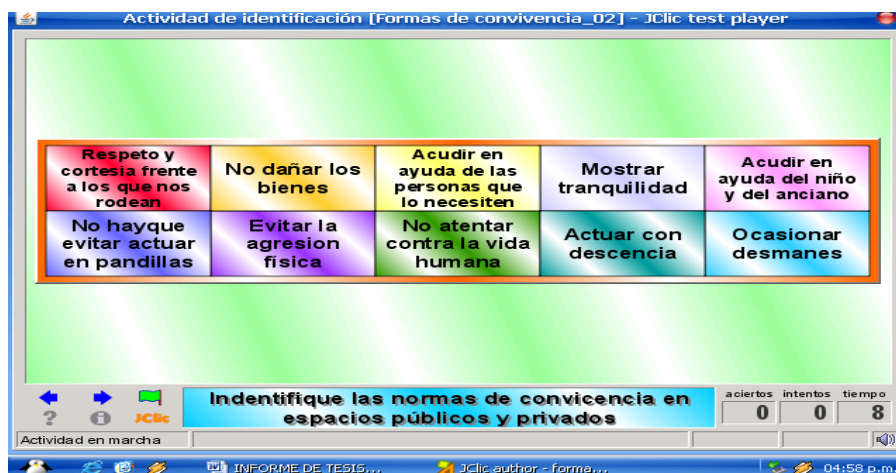 Actividad de identificación [Formas de convivencia_02] - JClic test player
Respeto y
cortesia frente
a los que nos
rodean
No dañar los
bienes
Acudir en
ayuda de las
personas que
lo necesiten
Mostrar
tranquilidad
Acudir en
ayuda del niño
y del anciano
No hayque
evitar actuar
en pandillas
Evitar la
agresion
física
No atentar
contra la vida
humana
Actuar con
descencia
Ocasionar
desmanes
JClic
Indentifique las normas de convicencia en
espacios públicos y privados
aciertos intentos tiempo
0 0 8
Actividad en marcha
INFORME DE TESIS...
JClic author - forma...
04:58 p.m.